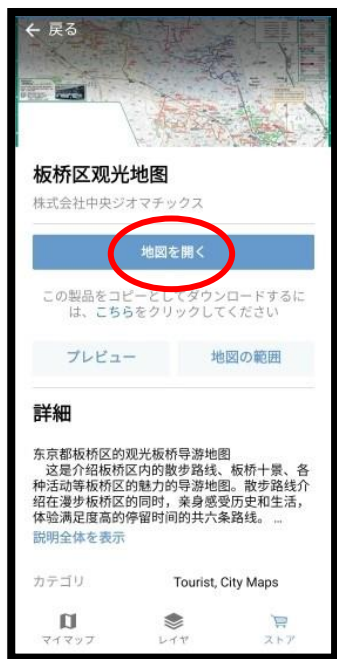 ← 戻る
板桥区观光地图
株式会社中央ジオマチックス
地図を開く
この製品をコピーとしてダウンロードするに
は、こちらをクリックしてください
プレビュー
地図の範囲
詳細
东京都板桥区的观光板桥导游地图
这是介绍板桥区内的散步路线、板桥十景、各
种活动等板桥区的魅力的导游地图。散步路线介
绍在漫步板桥区的同时，亲身感受历史和生活，
体验满足度高的停留时间的共六条路线。 ...
説明全体を表示
カテゴリ
Tourist, City Maps
マイマップ
レイヤ
ストア